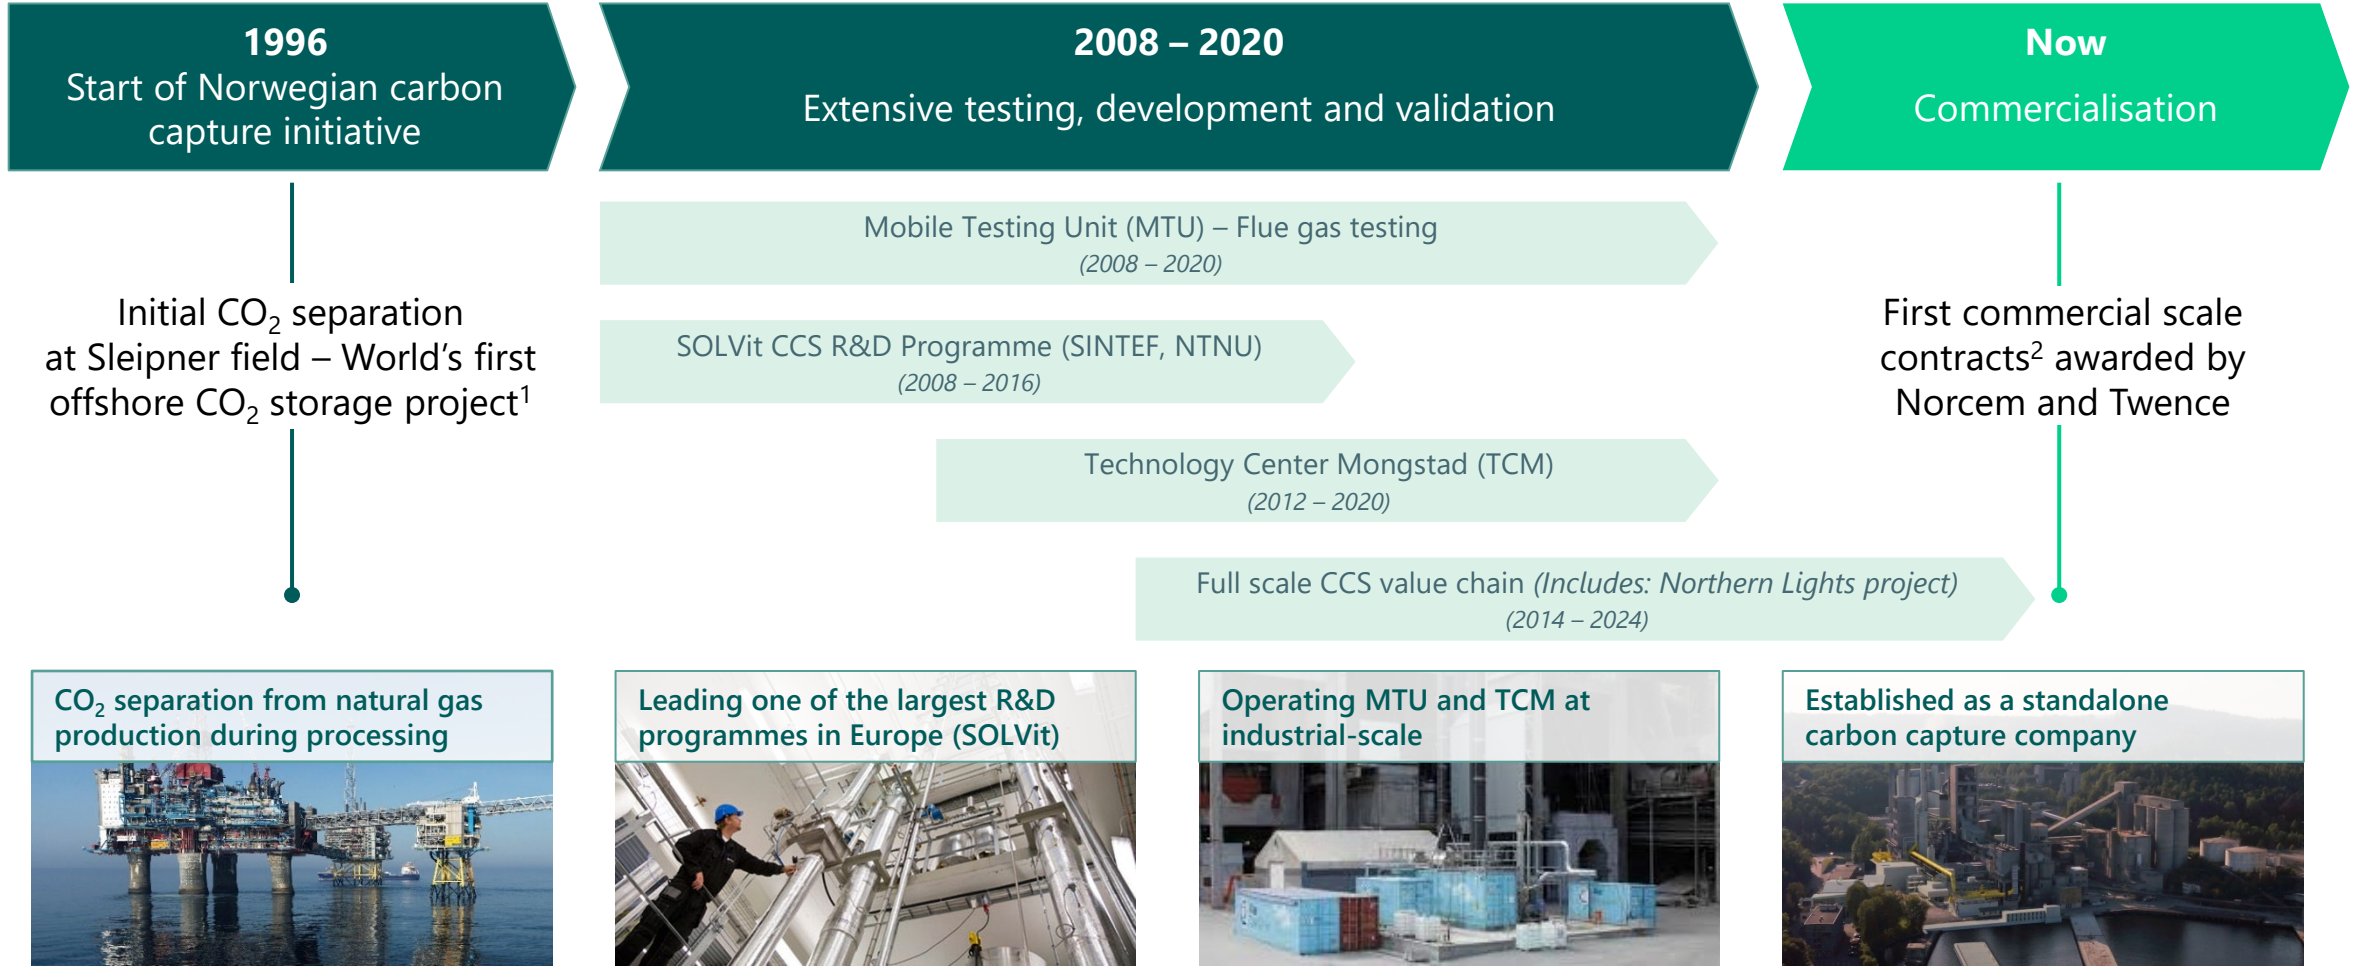 1996
Start of Norwegian carbon
capture initiative
2008 – 2020
Extensive testing, development and validation
Now
Commercialisation
Initial CO₂ separation
at Sleipner field – World’s first
offshore CO₂ storage project¹
Mobile Testing Unit (MTU) – Flue gas testing
(2008 – 2020)
SOLVit CCS R&D Programme (SINTEF, NTNU)
(2008 – 2016)
Technology Center Mongstad (TCM)
(2012 – 2020)
Full scale CCS value chain (Includes: Northern Lights project)
(2014 – 2024)
First commercial scale
contracts² awarded by
Norcem and Twence
CO₂ separation from natural gas
production during processing
Leading one of the largest R&D
programmes in Europe (SOLVit)
Operating MTU and TCM at
industrial-scale
Established as a standalone
carbon capture company